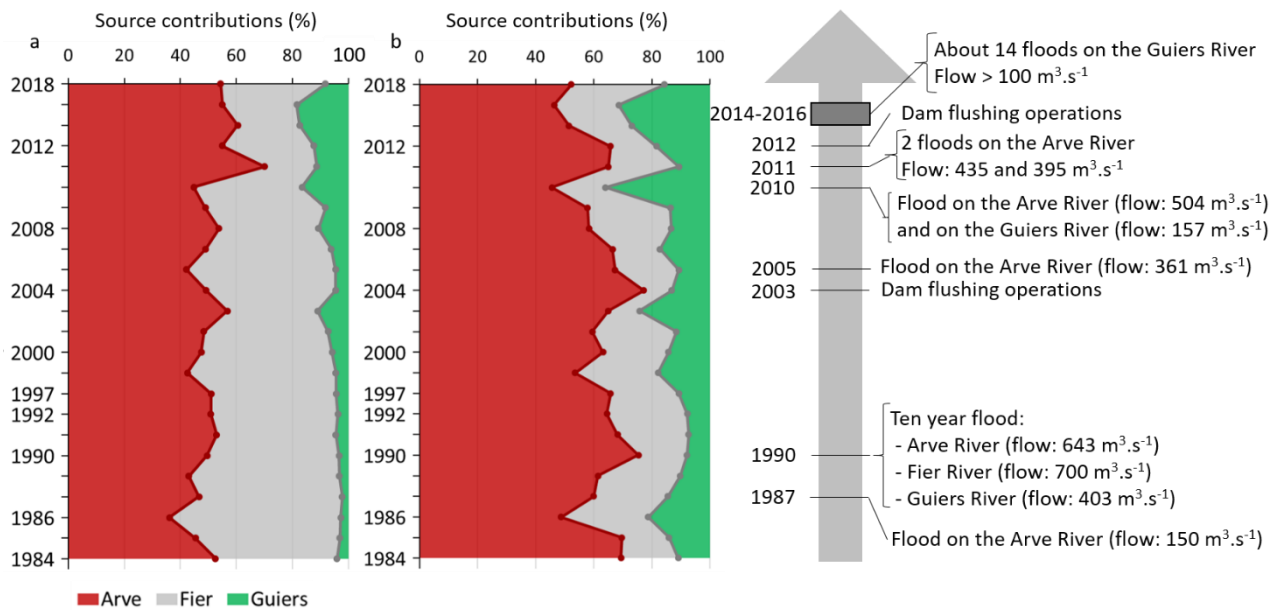 Source contributions (%)
a
0 20 40 60 80 100
2018
2012
2008
2004
2000
1997
1992
1990
1986
1984
Source contributions (%)
b
0 20 40 60 80 100
2018
2012
2008
2004
2000
1997
1992
1990
1986
1984
Arve Fier Guiers
About 14 floods on the Guiers River
Flow > 100 m³.s⁻¹
2014-2016
2012 Dam flushing operations
2011 2 floods on the Arve River
Flow: 435 and 395 m³.s⁻¹
2010 Flood on the Arve River (flow: 504 m³.s⁻¹)
and on the Guiers River (flow: 157 m³.s⁻¹)
2005 Flood on the Arve River (flow: 361 m³.s⁻¹)
2003 Dam flushing operations
1990 Ten year flood:
- Arve River (flow: 643 m³.s⁻¹)
- Fier River (flow: 700 m³.s⁻¹)
- Guiers River (flow: 403 m³.s⁻¹)
1987 Flood on the Arve River (flow: 150 m³.s⁻¹)